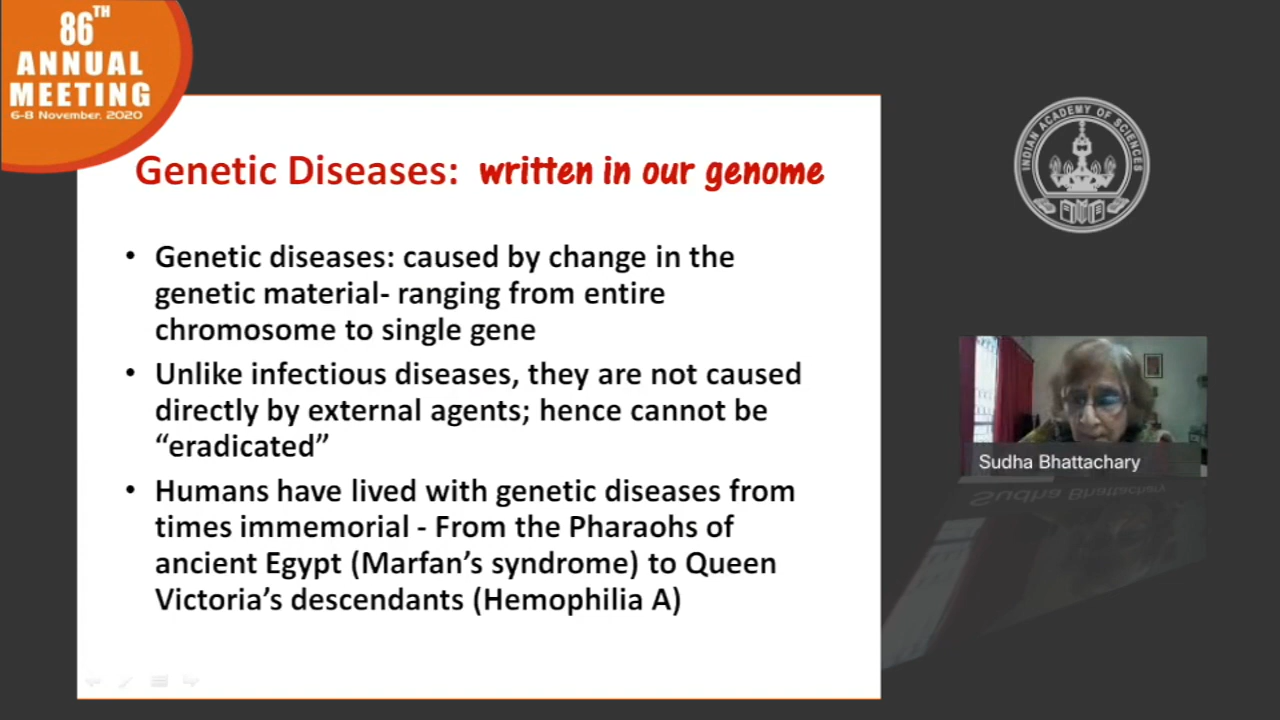 86TH
ANNUAL
MEETING
6-8 November, 2020
INDIAN ACADEMY OF SCIENCES
Genetic Diseases: written in our genome
• Genetic diseases: caused by change in the
genetic material- ranging from entire
chromosome to single gene
• Unlike infectious diseases, they are not caused
directly by external agents; hence cannot be
“eradicated”
• Humans have lived with genetic diseases from
times immemorial - From the Pharaohs of
ancient Egypt (Marfan’s syndrome) to Queen
Victoria’s descendants (Hemophilia A)
Sudha Bhattachary